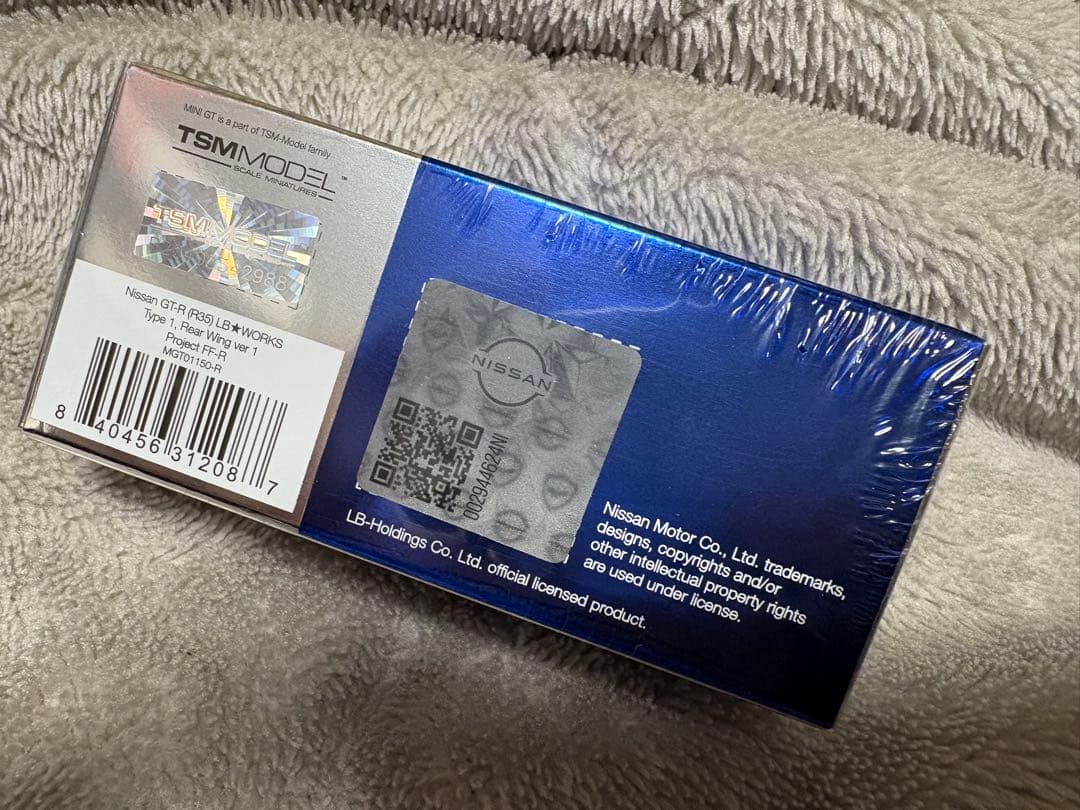 MINI GT is a part of TSM-Model family
TSMMODEL™
SCALE MINIATURES
TSMMODEL
Nissan GT-R (R35) LB★WORKS
Type 1, Rear Wing ver 1
Project FF-R
MGT01150-R
8 40456 31208 7
NISSAN
002944624NI
LB-Holdings Co. Ltd. official licensed product.
Nissan Motor Co., Ltd. trademarks,
designs, copyrights and/or
other intellectual property rights
are used under license.